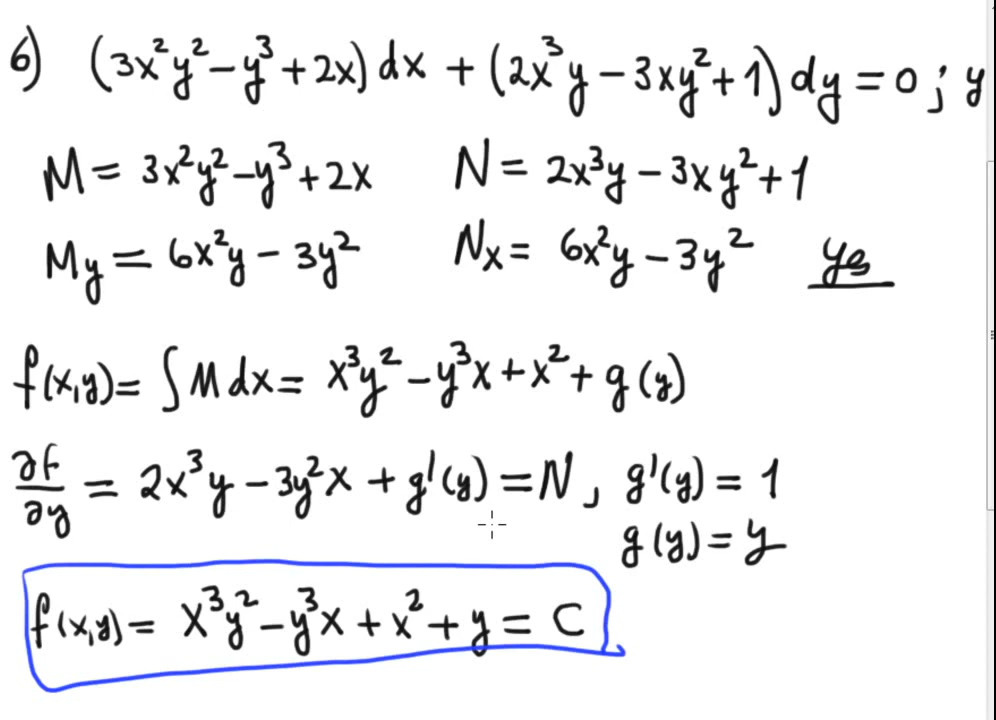 6) (3x²y² - y³ + 2x) dx + (2x³y - 3xy² + 1) dy = 0 ; y
M = 3x²y² - y³ + 2x N = 2x³y - 3xy² + 1
My = 6x²y - 3y² Nx = 6x²y - 3y² yes
f(x,y) = ∫ M dx = x³y² - y³x + x² + g(y)
∂f/∂y = 2x³y - 3y²x + g'(y) = N, g'(y) = 1
g(y) = y
f(x,y) = x³y² - y³x + x² + y = C